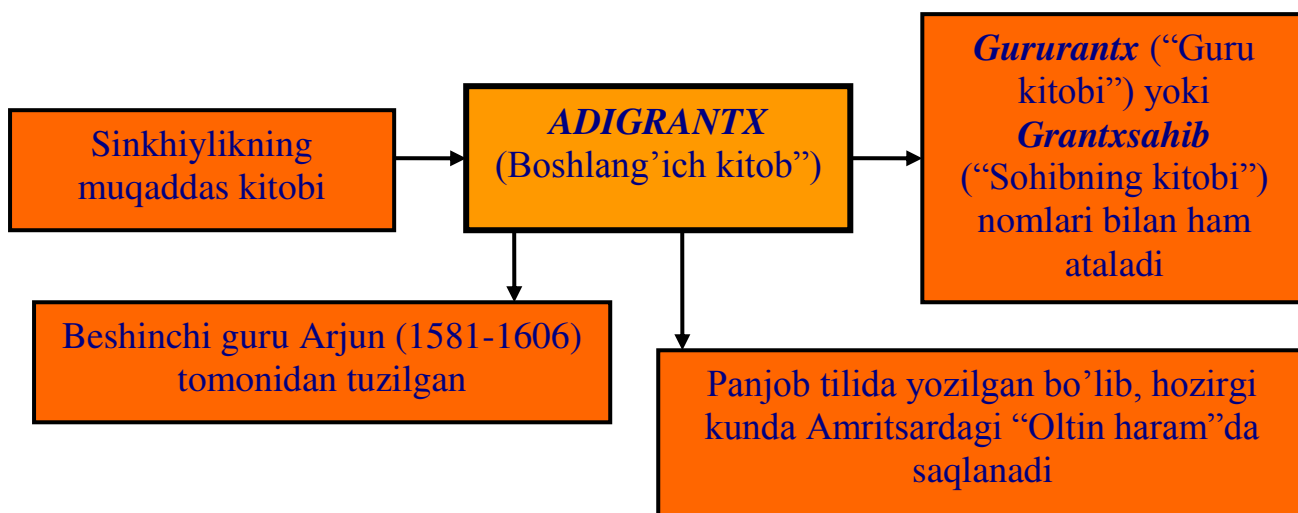 Sinkhiylikning
muqaddas kitobi
ADIGRANTX
(Boshlang’ich kitob”)
Gururantx (“Guru
kitobi”) yoki
Grantxsahib
(“Sohibning kitobi”)
nomlari bilan ham
ataladi
Beshinchi guru Arjun (1581-1606)
tomonidan tuzilgan
Panjob tilida yozilgan bo’lib, hozirgi
kunda Amritsardagi “Oltin haram”da
saqlanadi